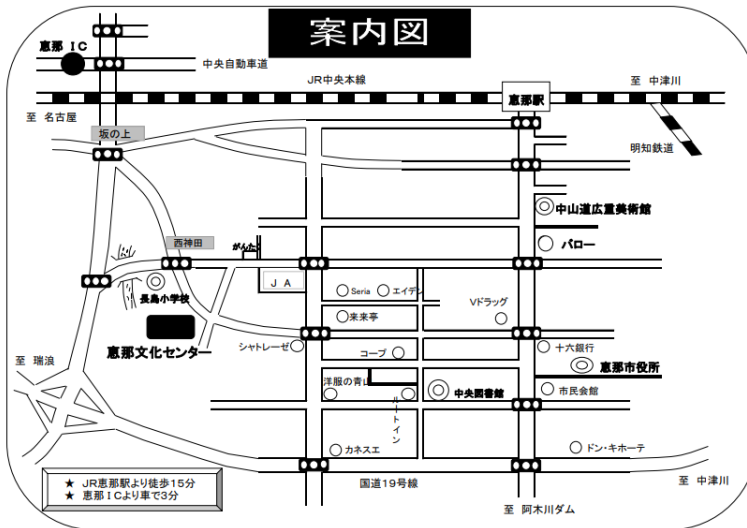 案内図
恵那 IC
中央自動車道
JR中央本線
至 中津川
恵那駅
至 名古屋
坂の上
明知鉄道
中山道広重美術館
西神田
がんたく
バロー
JA
長島小学校
Seria
エイデン
Vドラッグ
来来亭
恵那文化センター
シャトレーゼ
コープ
十六銀行
至 瑞浪
恵那市役所
洋服の青山
中央図書館
市民会館
ルートイン
カネスエ
ドン・キホーテ
★ JR恵那駅より徒歩15分
★ 恵那ICより車で3分
国道19号線
至 中津川
至 阿木川ダム